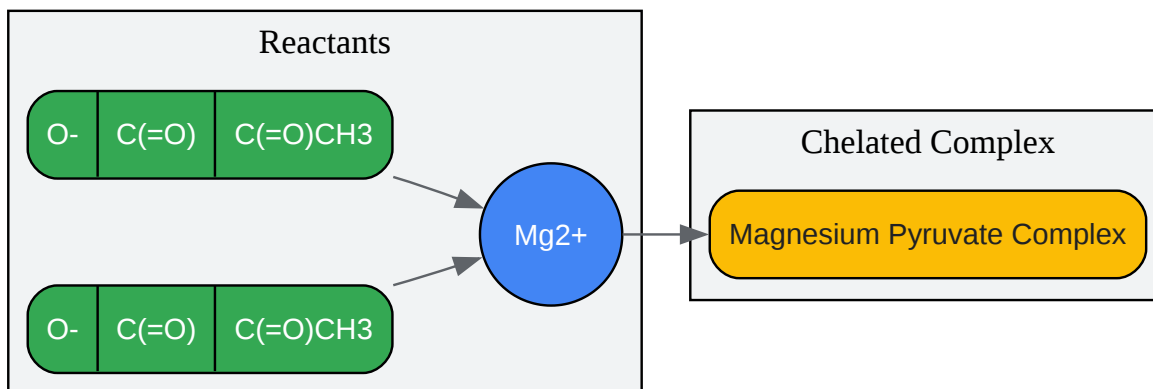 Reactants
O- C(=O) C(=O)CH3
Mg2+
O- C(=O) C(=O)CH3
Chelated Complex
Magnesium Pyruvate Complex